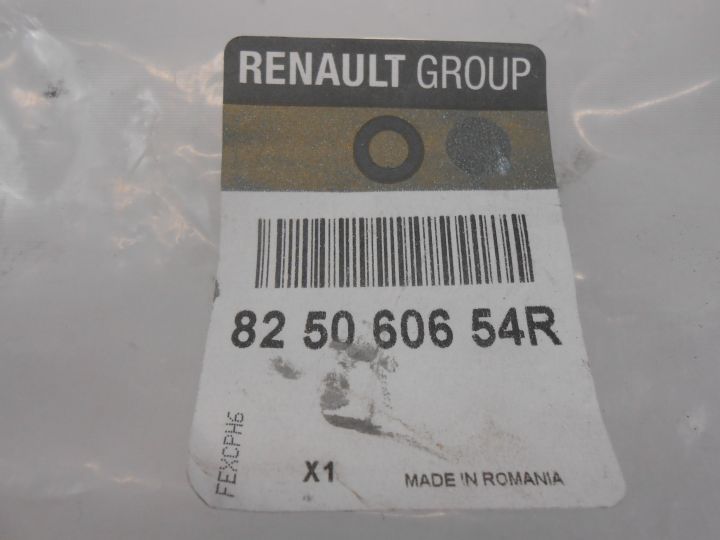 RENAULT GROUP
82 50 606 54R
FEXCPH6
X1
MADE IN ROMANIA